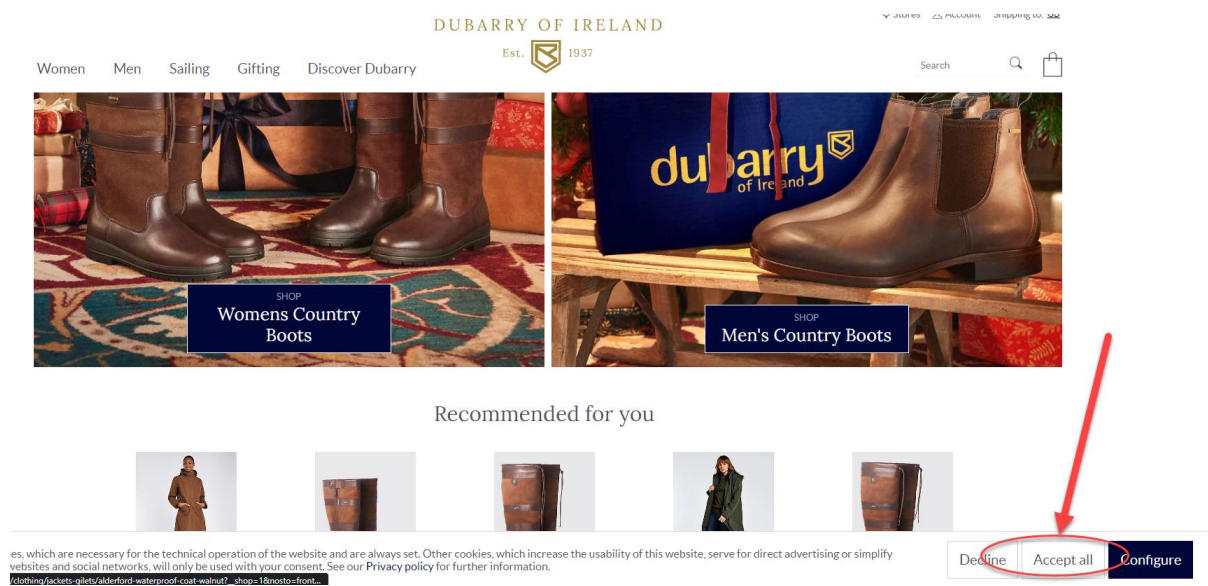 DUBARRY OF IRELAND
Est. 1937
Stores Account Shipping to:
Women Men Sailing Gifting Discover Dubarry
Search
dubarry
of Ireland
SHOP
Womens Country
Boots
SHOP
Men's Country Boots
Recommended for you
es, which are necessary for the technical operation of the website and are always set. Other cookies, which increase the usability of this website, serve for direct advertising or simplify
websites and social networks, will only be used with your consent. See our Privacy policy for further information.
Decline Accept all Configure
/clothing/jackets-gilets/alderford-waterproof-coat-walnut?_shop=1&nosto=front...